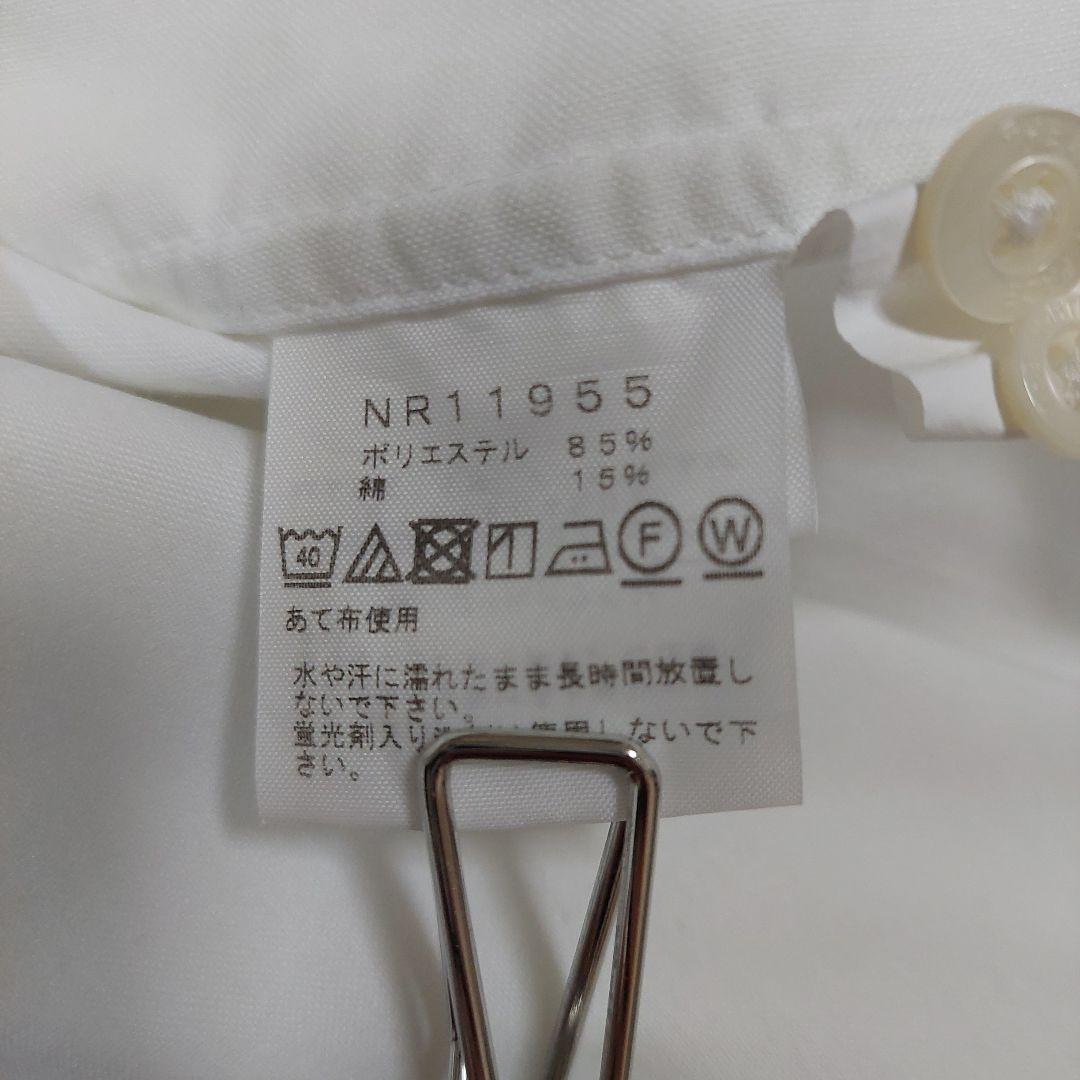 NR11955
ポリエステル 85%
綿 15%
40 F W
あて布使用
水や汗に濡れたまま長時間放置し
ないで下さい。
蛍光剤入り 使用しないで下
さい。